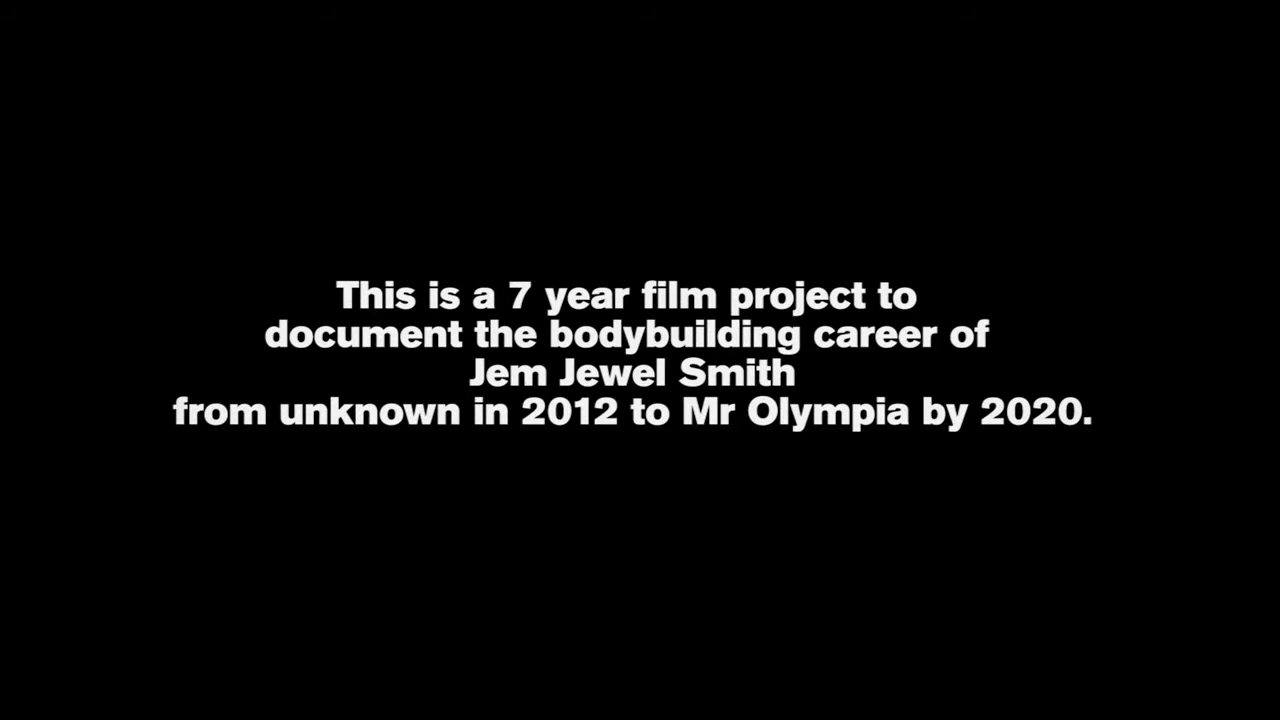 This is a 7 year film project to
document the bodybuilding career of
Jem Jewel Smith
from unknown in 2012 to Mr Olympia by 2020.